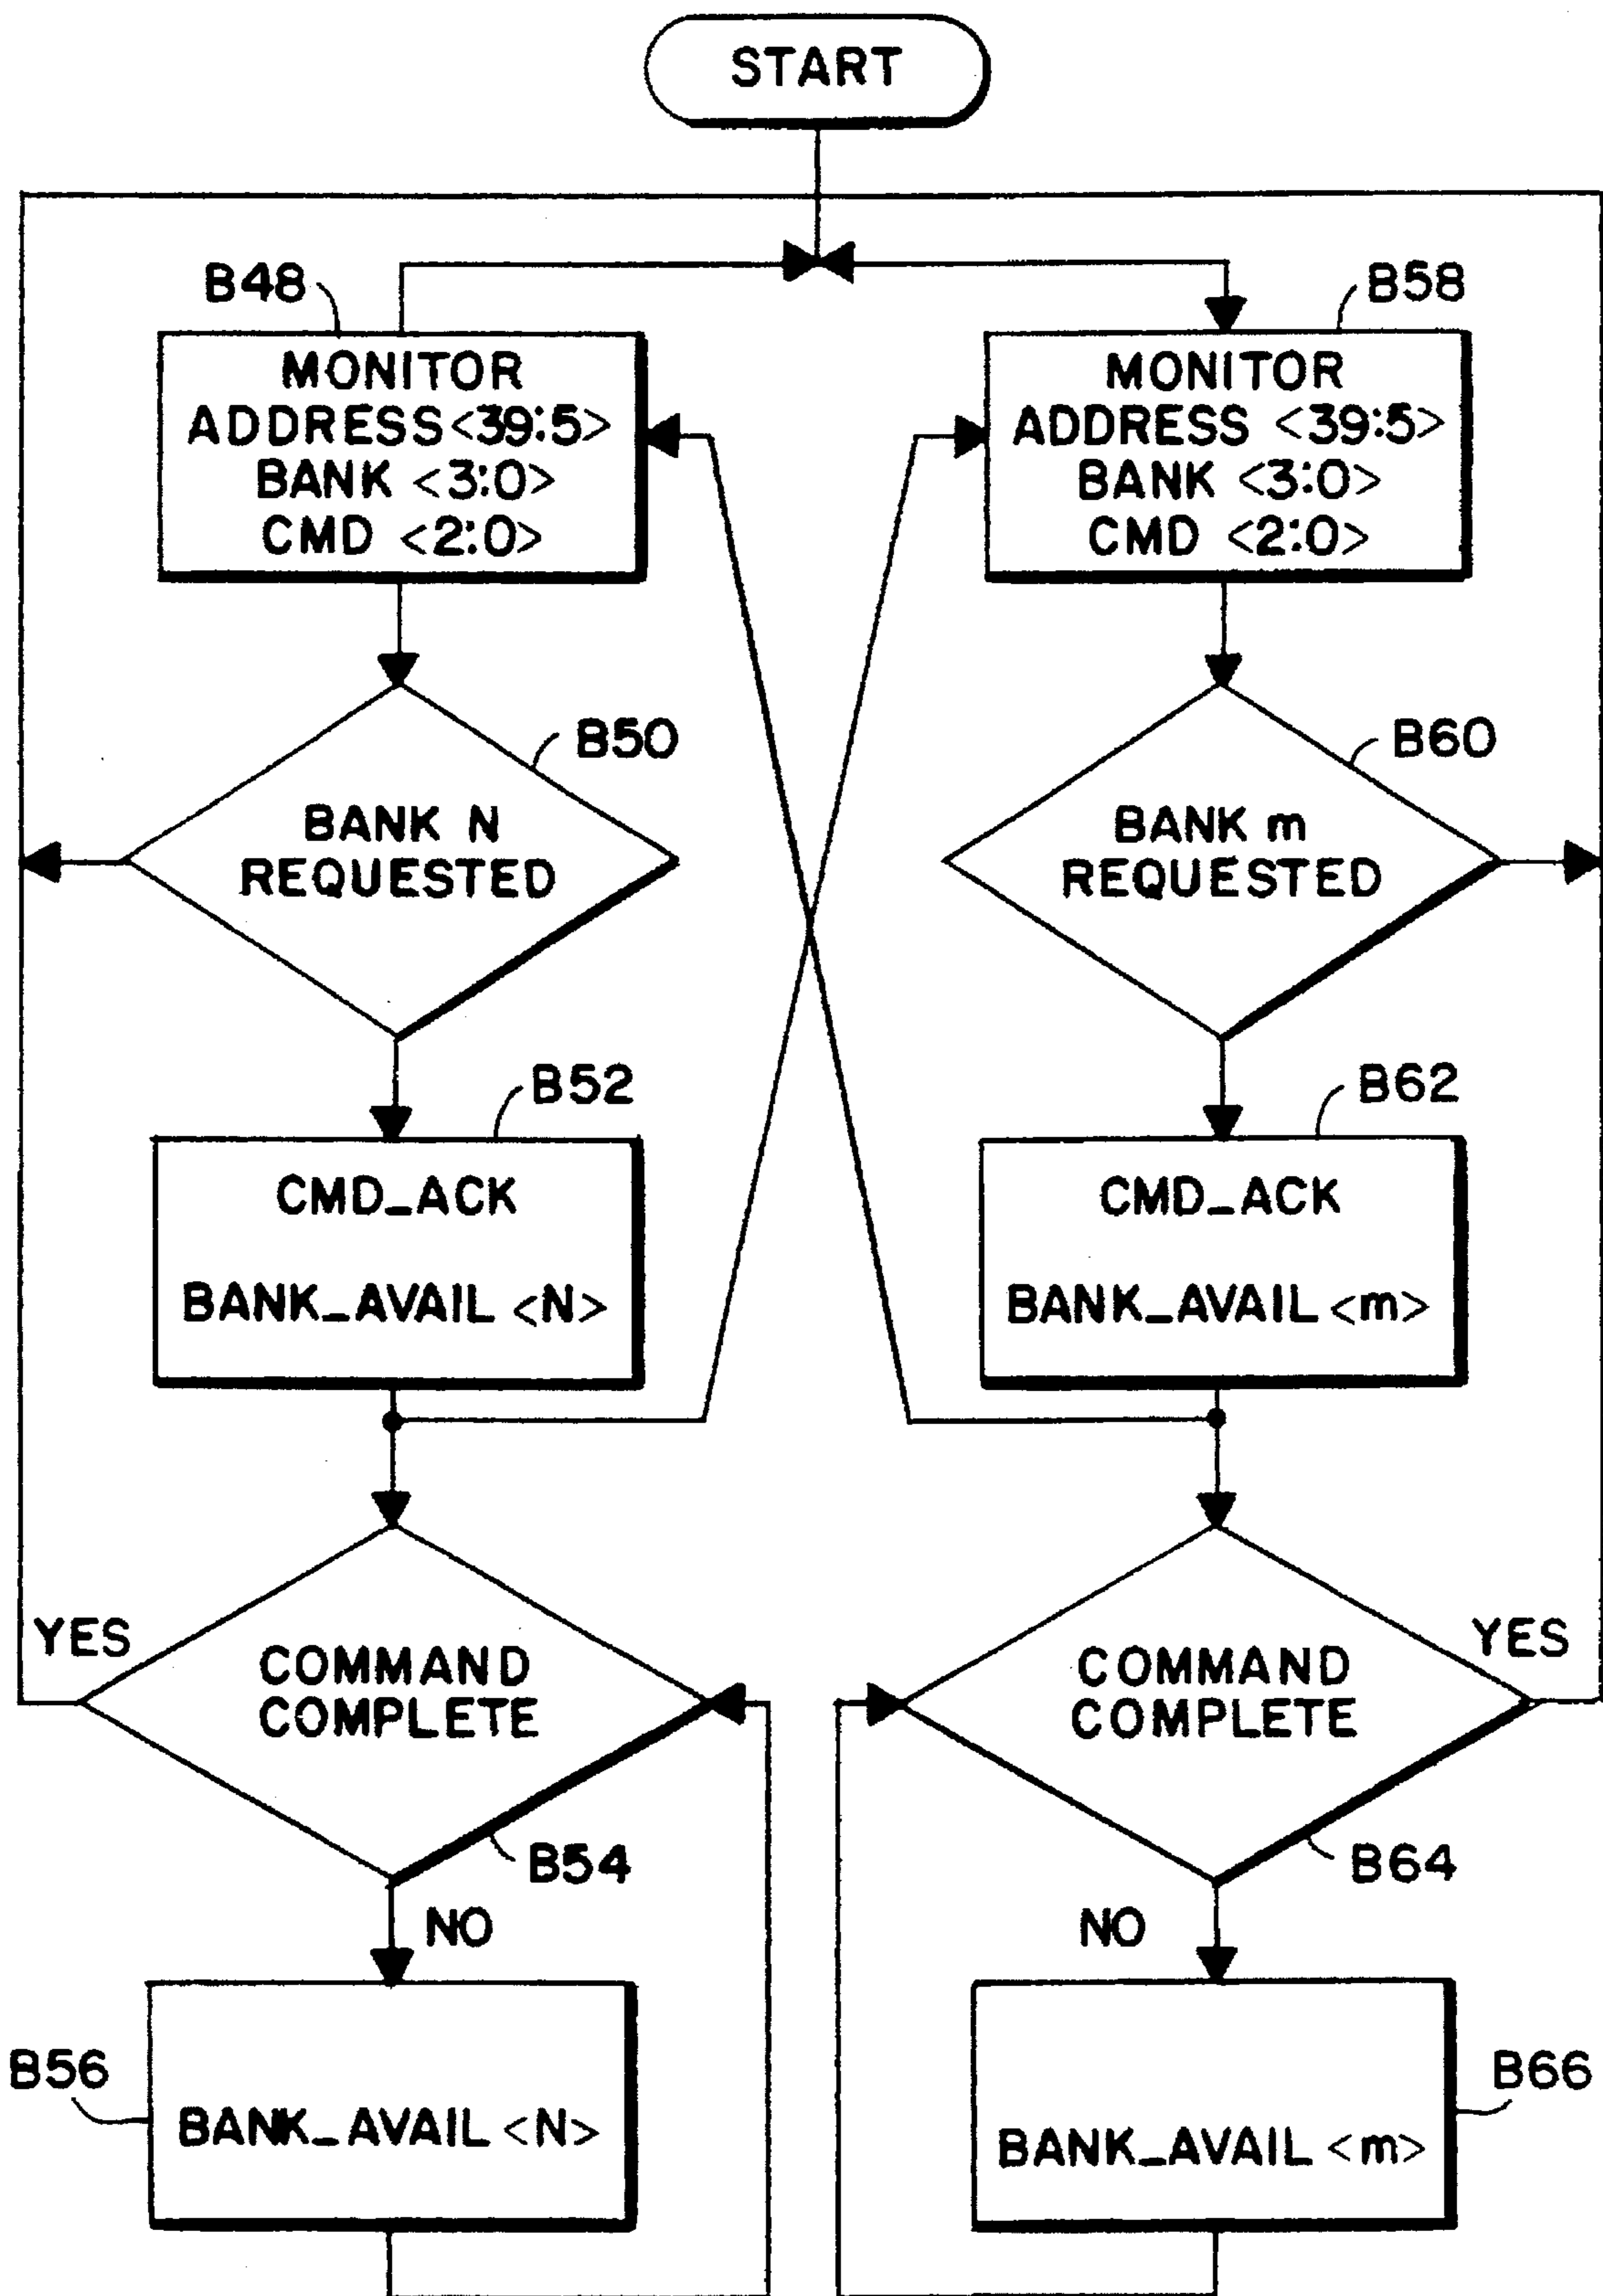 START
B48
MONITOR
ADDRESS <39:5>
BANK <3:0>
CMD <2:0>
B50
BANK N
REQUESTED
B52
CMD_ACK
BANK_AVAIL <N>
YES
COMMAND
COMPLETE
B54
NO
B56
BANK_AVAIL <N>
B58
MONITOR
ADDRESS <39:5>
BANK <3:0>
CMD <2:0>
B60
BANK m
REQUESTED
B62
CMD_ACK
BANK_AVAIL <m>
YES
COMMAND
COMPLETE
B64
NO
B66
BANK_AVAIL <m>